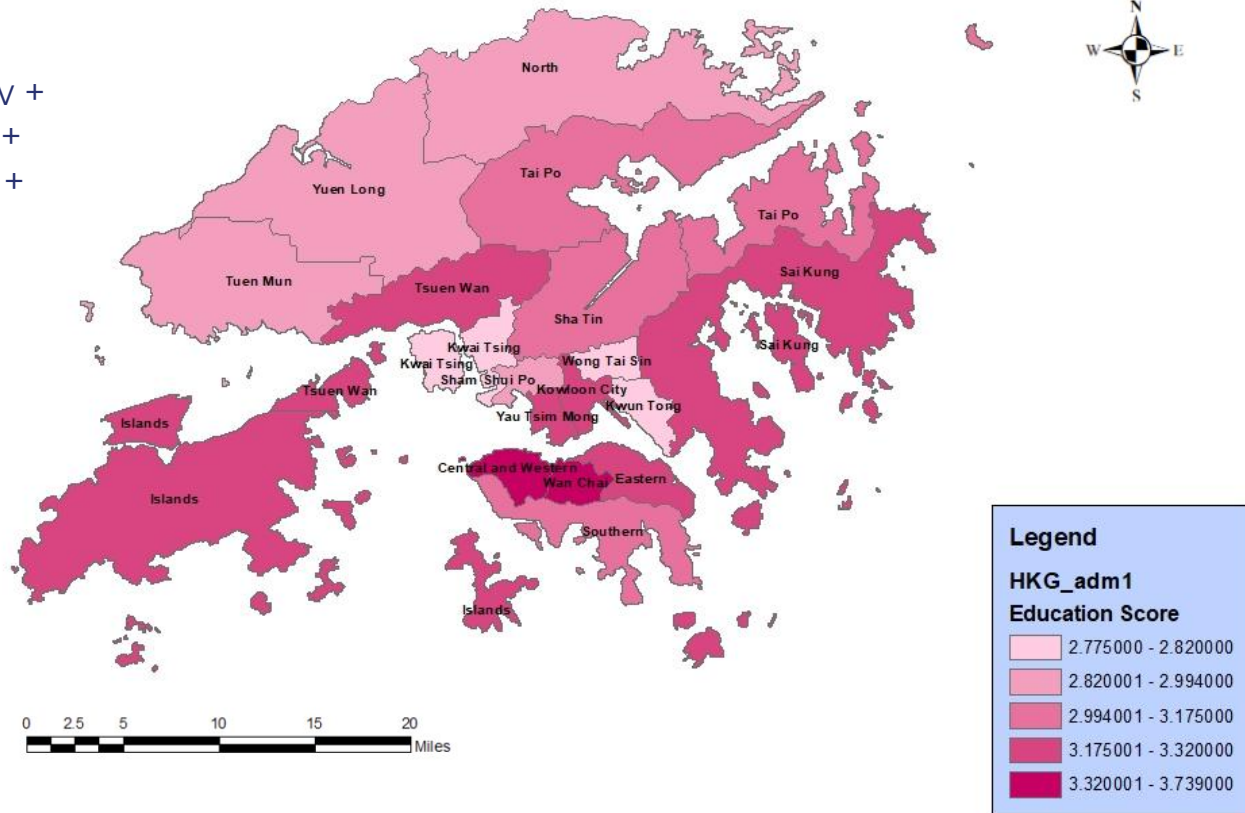 N
W E
S
V +
+
+
North
Tai Po
Yuen Long
Tai Po
Sai Kung
Tuen Mun
Tsuen Wan
Sha Tin
Kwai Tsing
Wong Tai Sin
Sai Kung
Kwai Tsing
Sham Shui Po
Tsuen Wan
Kowloon City
Kwun Tong
Islands
Yau Tsim Mong
Central and Western
Islands
Wan Chai
Eastern
Southern
Islands
Legend
HKG_adm1
Education Score
2.775000 - 2.820000
2.820001 - 2.994000
2.994001 - 3.175000
3.175001 - 3.320000
3.320001 - 3.739000
0 2.5 5 10 15 20
Miles